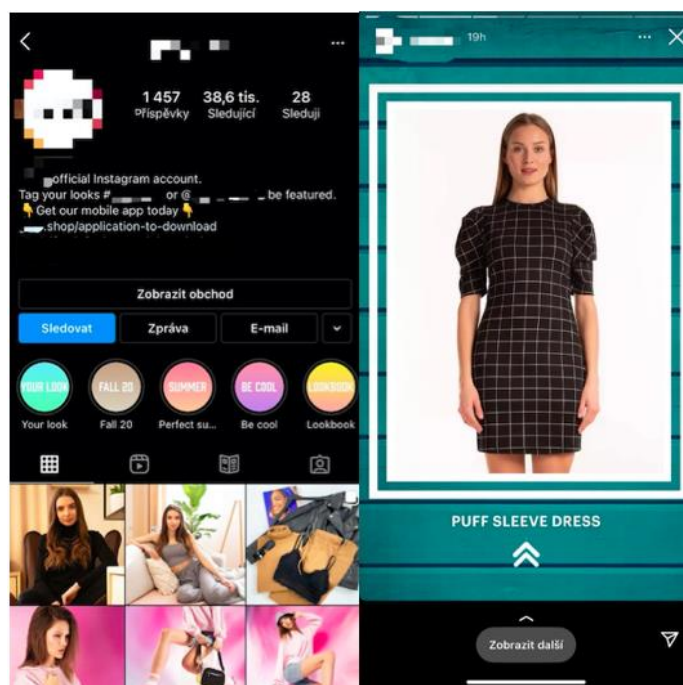 1 457
38,6 tis.
28
Příspěvky
Sledující
Sleduji
official Instagram account.
Tag your looks # or @ be featured.
👇Get our mobile app today 👇
.shop/application-to-download
Zobrazit obchod
Sledovat
Zpráva
E-mail
YOUR LOOK
FALL 20
SUMMER
BE COOL
LOOKBOOK
Your look
Fall 20
Perfect su...
Be cool
Lookbook
19h
PUFF SLEEVE DRESS
Zobrazit další